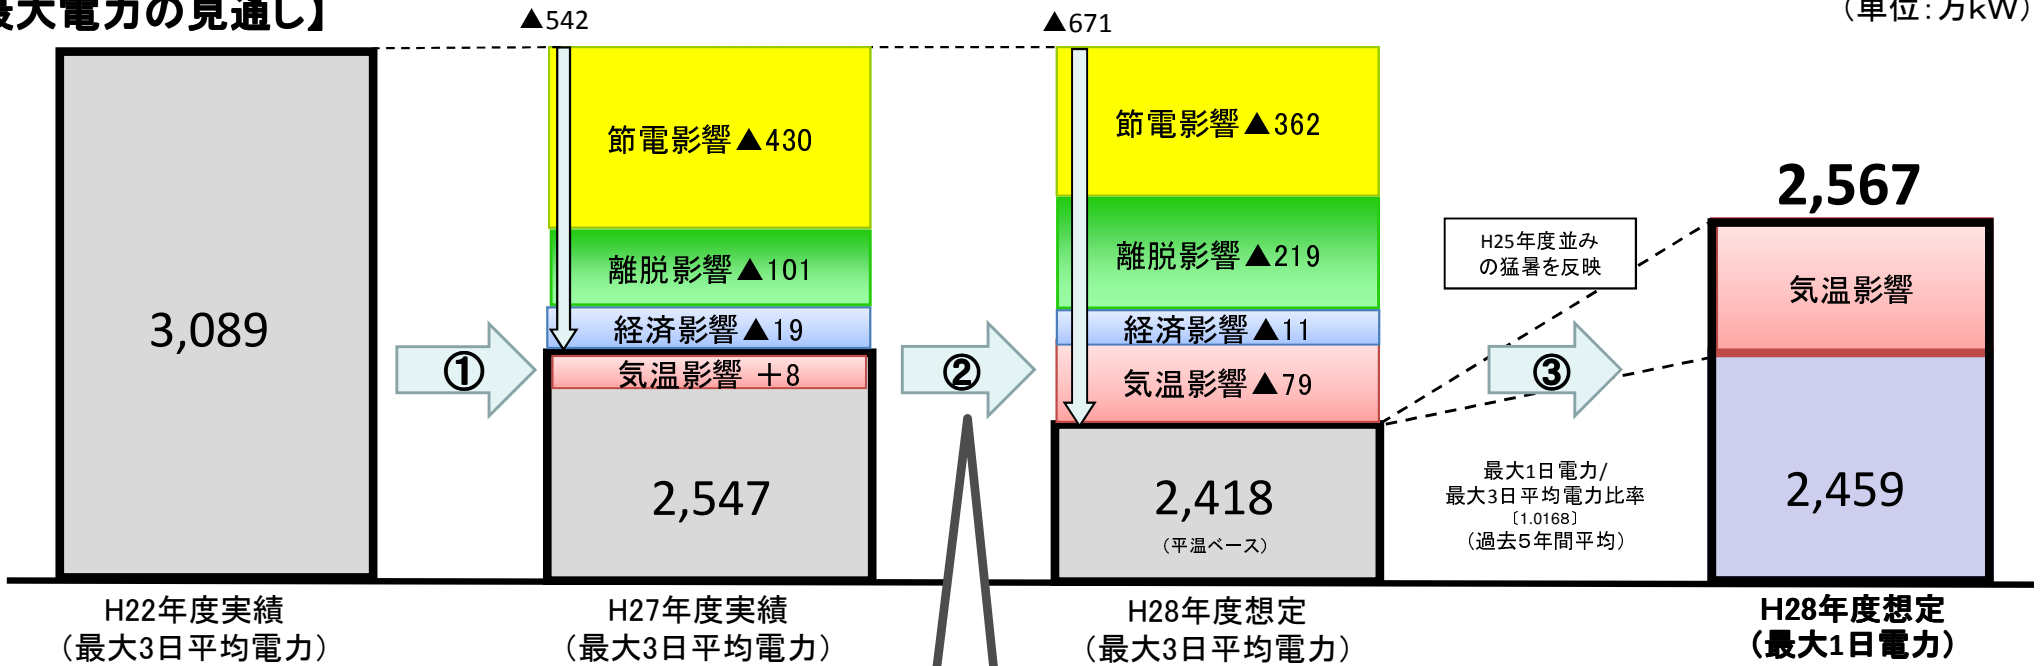 最大電力の見通し】
（単位：万kW）
▲542
▲671
節電影響▲430
離脱影響▲101
経済影響▲19
気温影響 ＋8
節電影響▲362
離脱影響▲219
経済影響▲11
気温影響▲79
3,089
①
2,547
②
2,418
（平温ベース）
H25年度並み
の猛暑を反映
③
最大1日電力/
最大3日平均電力比率
［1.0168］
（過去5年間平均）
2,567
気温影響
2,459
H22年度実績
（最大3日平均電力）
H27年度実績
（最大3日平均電力）
H28年度想定
（最大3日平均電力）
H28年度想定
（最大1日電力）